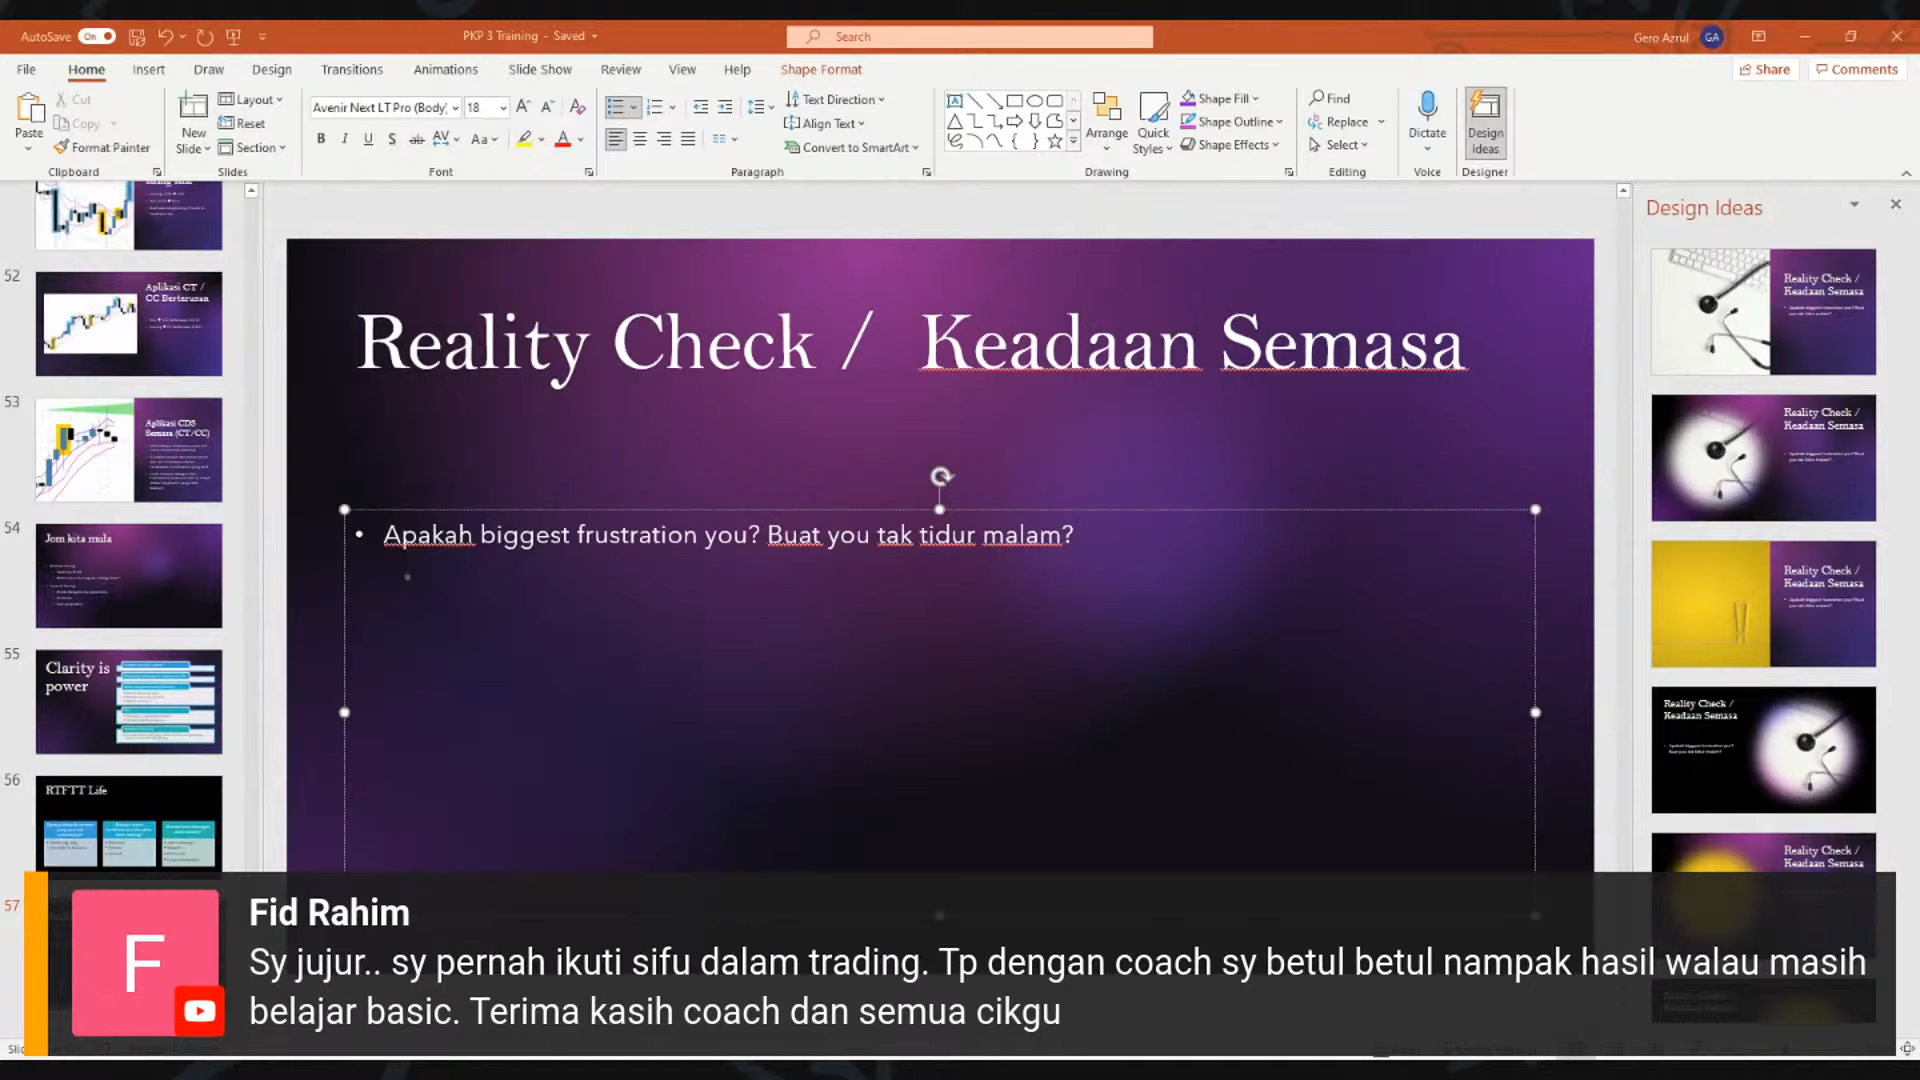 AutoSave On
PKP 3 Training - Saved
Search
Gero Azrul GA
File Home Insert Draw Design Transitions Animations Slide Show Review View Help Shape Format
Share Comments
Cut
Copy
Format Painter
Paste
Clipboard
New Slide
Layout
Reset
Section
Slides
Avenir Next LT Pro (Body) 18
Font
Text Direction
Align Text
Convert to SmartArt
Paragraph
Arrange
Quick Styles
Shape Fill
Shape Outline
Shape Effects
Drawing
Find
Replace
Select
Editing
Dictate
Voice
Design Ideas
Designer
52
Aplikasi CT /
CC Berterusan
53
Aplikasi CDS
Semasa (CT/CC)
54
Jom kita mula
55
Clarity is
power
56
RTFTT Life
57
Reality Check / Keadaan Semasa
• Apakah biggest frustration you? Buat you tak tidur malam?
Design Ideas
Reality Check /
Keadaan Semasa
Reality Check /
Keadaan Semasa
Reality Check /
Keadaan Semasa
Reality Check /
Keadaan Semasa
Reality Check /
Keadaan Semasa
F
Fid Rahim
Sy jujur.. sy pernah ikuti sifu dalam trading. Tp dengan coach sy betul betul nampak hasil walau masih
belajar basic. Terima kasih coach dan semua cikgu